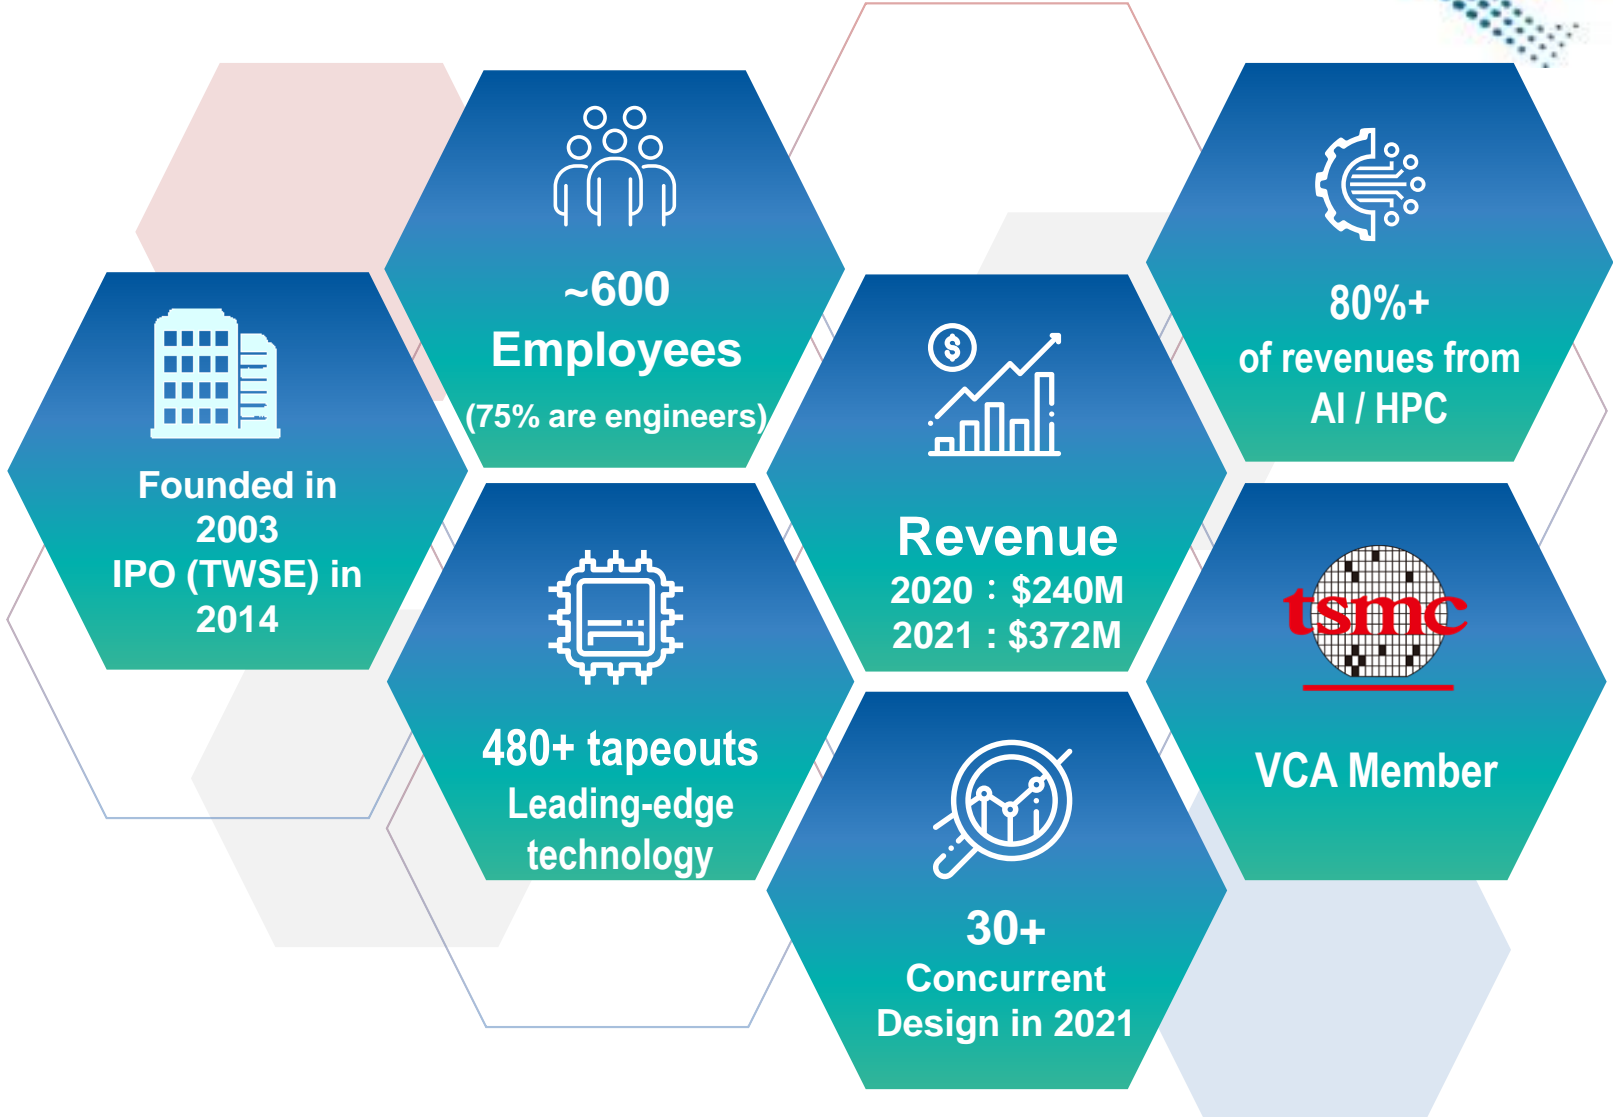 ~600
Employees
(75% are engineers)
80%+
of revenues from
AI / HPC
Founded in
2003
IPO (TWSE) in
2014
$
Revenue
2020：$240M
2021 : $372M
480+ tapeouts
Leading-edge
technology
tsmc
VCA Member
30+
Concurrent
Design in 2021